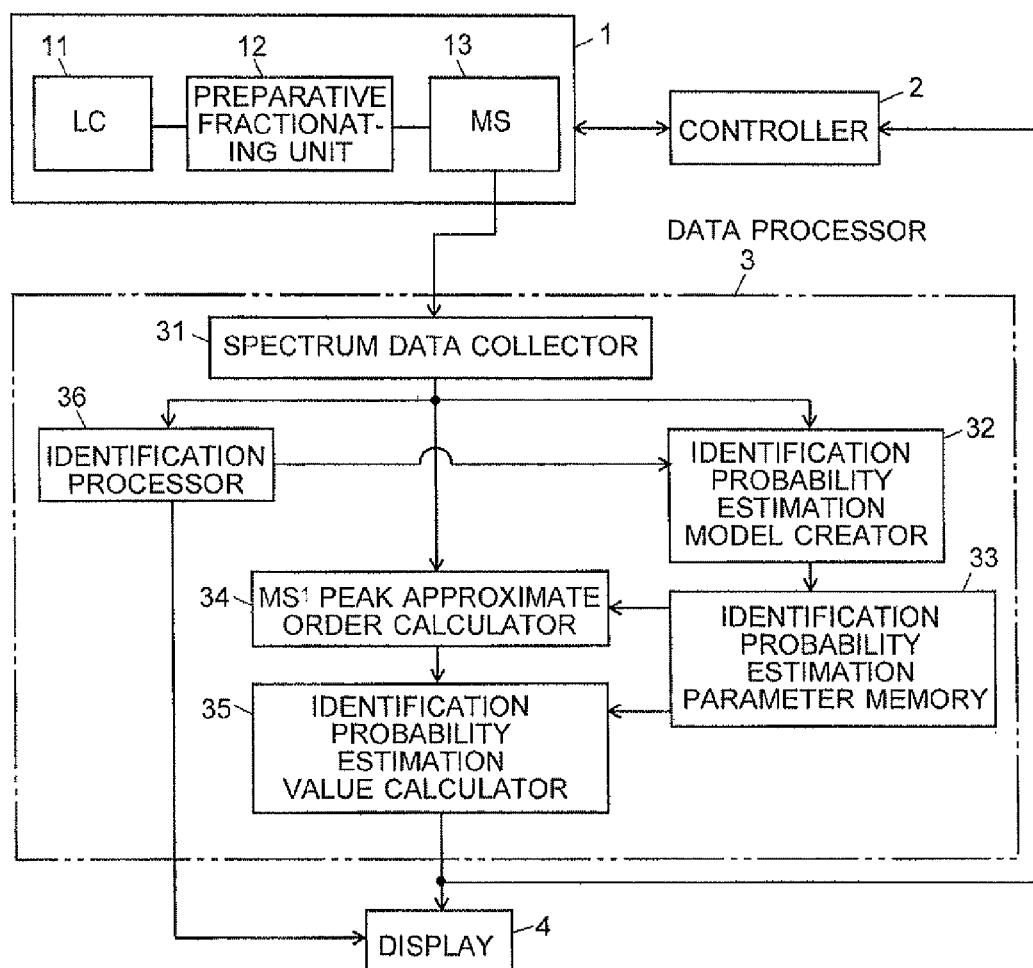 1
11
12
13
LC
PREPARATIVE
FRACTIONAT-
ING UNIT
MS
2
CONTROLLER
DATA PROCESSOR
3
31
SPECTRUM DATA COLLECTOR
36
IDENTIFICATION
PROCESSOR
32
IDENTIFICATION
PROBABILITY
ESTIMATION
MODEL CREATOR
34
MS¹ PEAK APPROXIMATE
ORDER CALCULATOR
33
IDENTIFICATION
PROBABILITY
ESTIMATION
PARAMETER MEMORY
35
IDENTIFICATION
PROBABILITY
ESTIMATION
VALUE CALCULATOR
4
DISPLAY